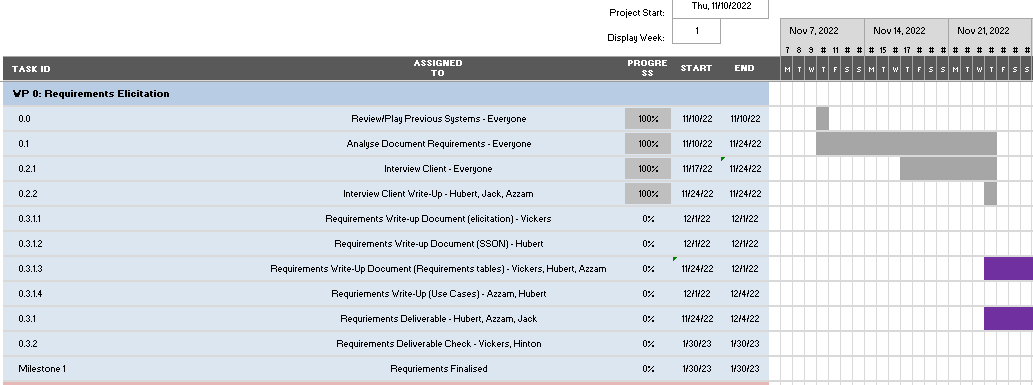 Project Start: Thu, 11/10/2022
Display Week: 1
Nov 7, 2022 Nov 14, 2022 Nov 21, 2022
7 8 9 # 11 # # # 15 # 17 # # # # # # # # # #
TASK ID ASSIGNED TO PROGRESS START END M T W T F S S M T W T F S S M T W T F S S
WP 0: Requirements Elicitation
0.0 Review/Play Previous Systems - Everyone 100% 11/10/22 11/10/22
0.1 Analyse Document Requirements - Everyone 100% 11/10/22 11/24/22
0.2.1 Interview Client - Everyone 100% 11/17/22 11/24/22
0.2.2 Interview Client Write-Up - Hubert, Jack, Azzam 100% 11/24/22 11/24/22
0.3.1.1 Requirements Write-up Document (elicitation) - Vickers 0% 12/1/22 12/1/22
0.3.1.2 Requirements Write-up Document (SSON) - Hubert 0% 12/1/22 12/1/22
0.3.1.3 Requirements Write-Up Document (Requirements tables) - Vickers, Hubert, Azzam 0% 11/24/22 12/1/22
0.3.1.4 Requriements Write-Up (Use Cases) - Azzam, Hubert 0% 12/1/22 12/4/22
0.3.1 Requriements Deliverable - Hubert, Azzam, Jack 0% 11/24/22 12/4/22
0.3.2 Requirements Deliverable Check - Vickers, Hinton 0% 1/30/23 1/30/23
Milestone 1 Requriements Finalised 0% 1/30/23 1/30/23